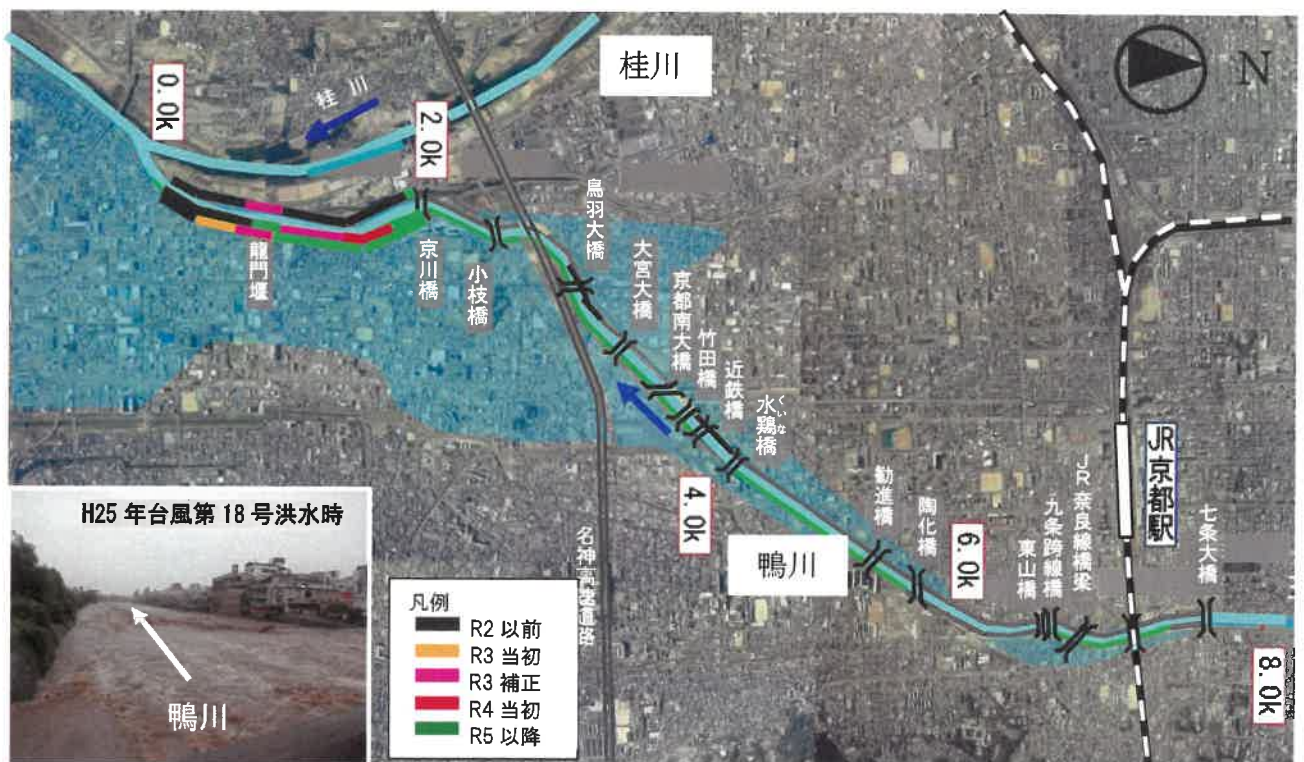 桂川
N
0.0k
桂川
2.0k
鳥羽大橋
大宮大橋
京都南大橋
竹田橋
近鉄橋
くいな
水鶏橋
龍門堰
京川橋
小枝橋
4.0k
鴨川
勧進橋
陶化橋
6.0k
東山橋
九条跨線橋
JR奈良線橋梁
JR京都駅
七条大橋
8.0k
名神高速道路
H25年台風第18号洪水時
鴨川
凡例
R2以前
R3当初
R3補正
R4当初
R5以降